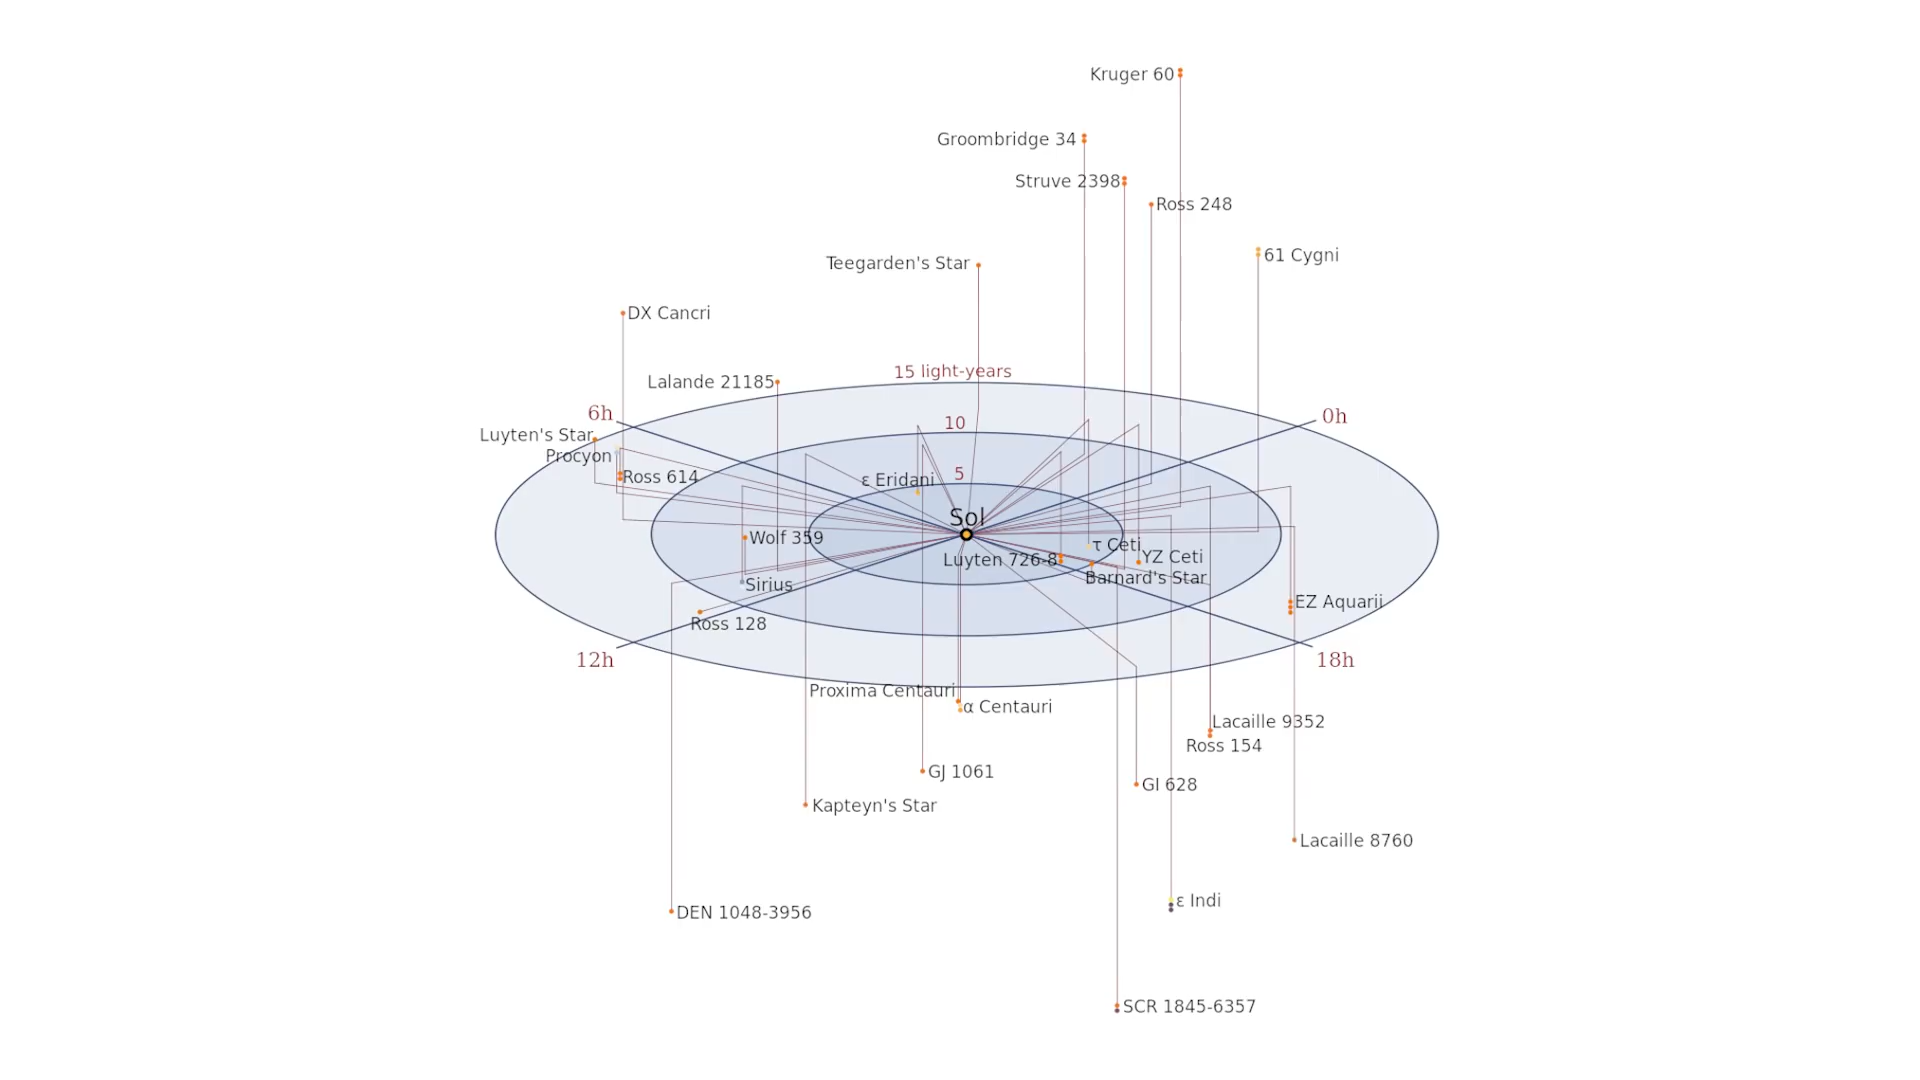 Kruger 60
Groombridge 34
Struve 2398
Ross 248
61 Cygni
Teegarden's Star
DX Cancri
15 light-years
Lalande 21185
6h
0h
10
Luyten's Star
Procyon
5
Ross 614
ε Eridani
Sol
Wolf 359
τ Ceti
YZ Ceti
Luyten 726-8
Barnard's Star
Sirius
EZ Aquarii
Ross 128
12h
18h
Proxima Centauri
α Centauri
Lacaille 9352
Ross 154
GJ 1061
GI 628
Kapteyn's Star
Lacaille 8760
ε Indi
DEN 1048-3956
SCR 1845-6357